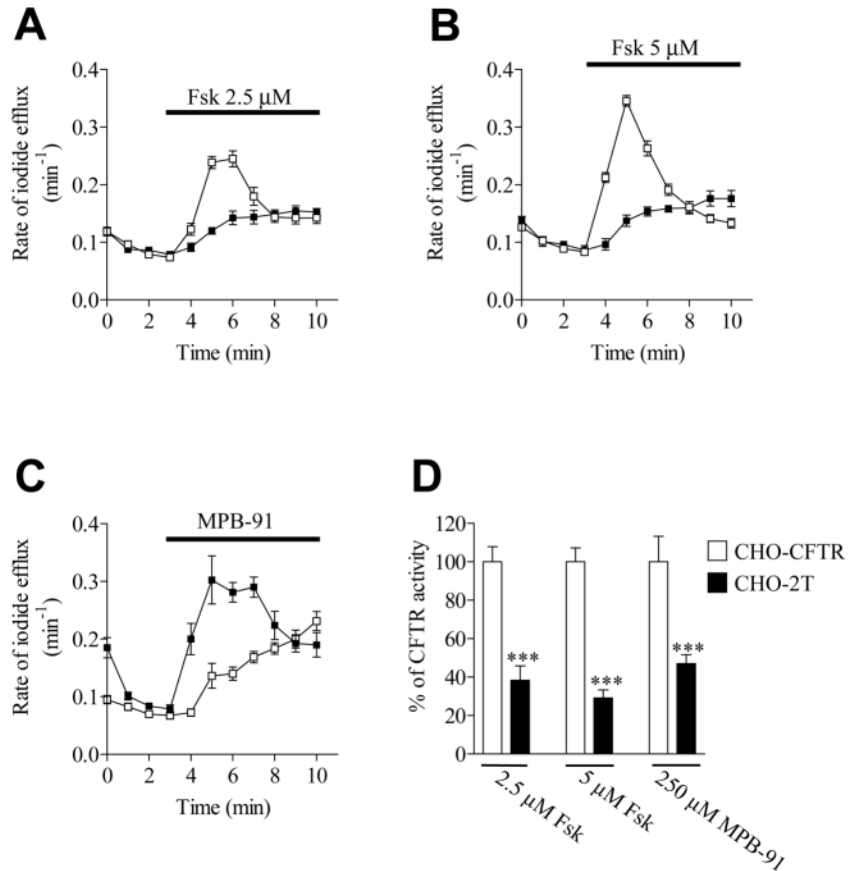 A
Fsk 2.5 μM
Rate of iodide efflux
(min⁻¹)
0.4
0.3
0.2
0.1
0.0
0 2 4 6 8 10
Time (min)
B
Fsk 5 μM
Rate of iodide efflux
(min⁻¹)
0.4
0.3
0.2
0.1
0.0
0 2 4 6 8 10
Time (min)
C
MPB-91
Rate of iodide efflux
(min⁻¹)
0.4
0.3
0.2
0.1
0.0
0 2 4 6 8 10
Time (min)
D
% of CFTR activity
120
100
80
60
40
20
0
*** *** ***
2.5 μM Fsk
5 μM Fsk
250 μM MPB-91
CHO-CFTR
CHO-2T